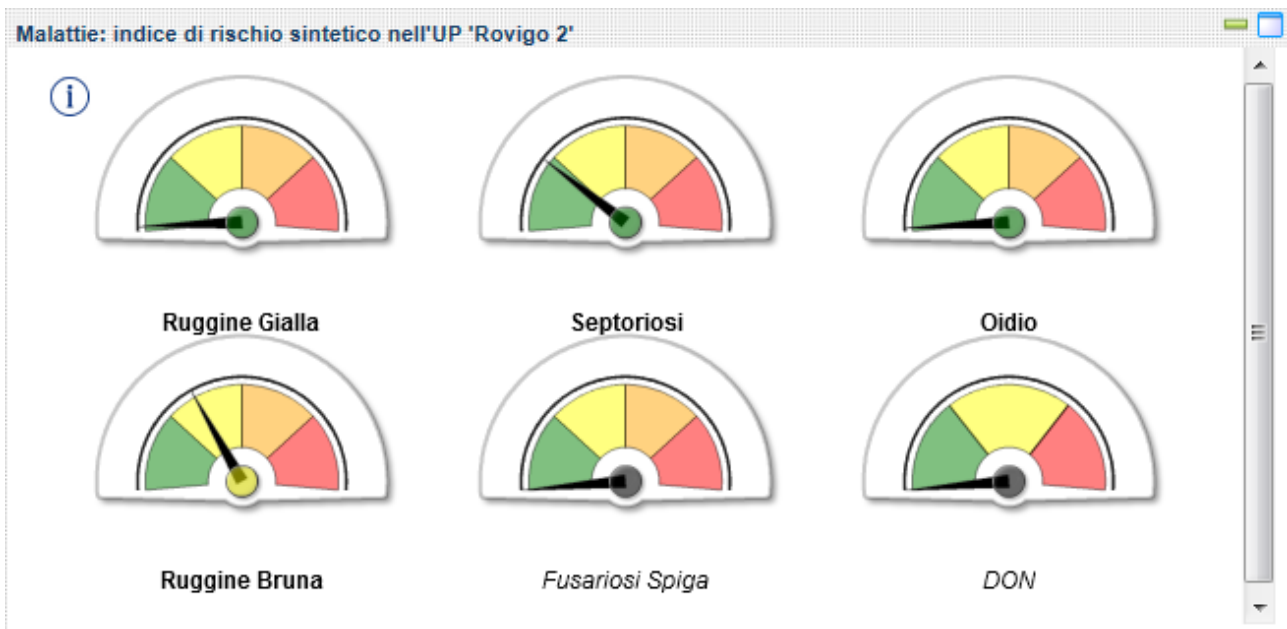 Malattie: indice di rischio sintetico nell'UP 'Rovigo 2'
i
Ruggine Gialla
Septoriosi
Oidio
Ruggine Bruna
Fusariosi Spiga
DON